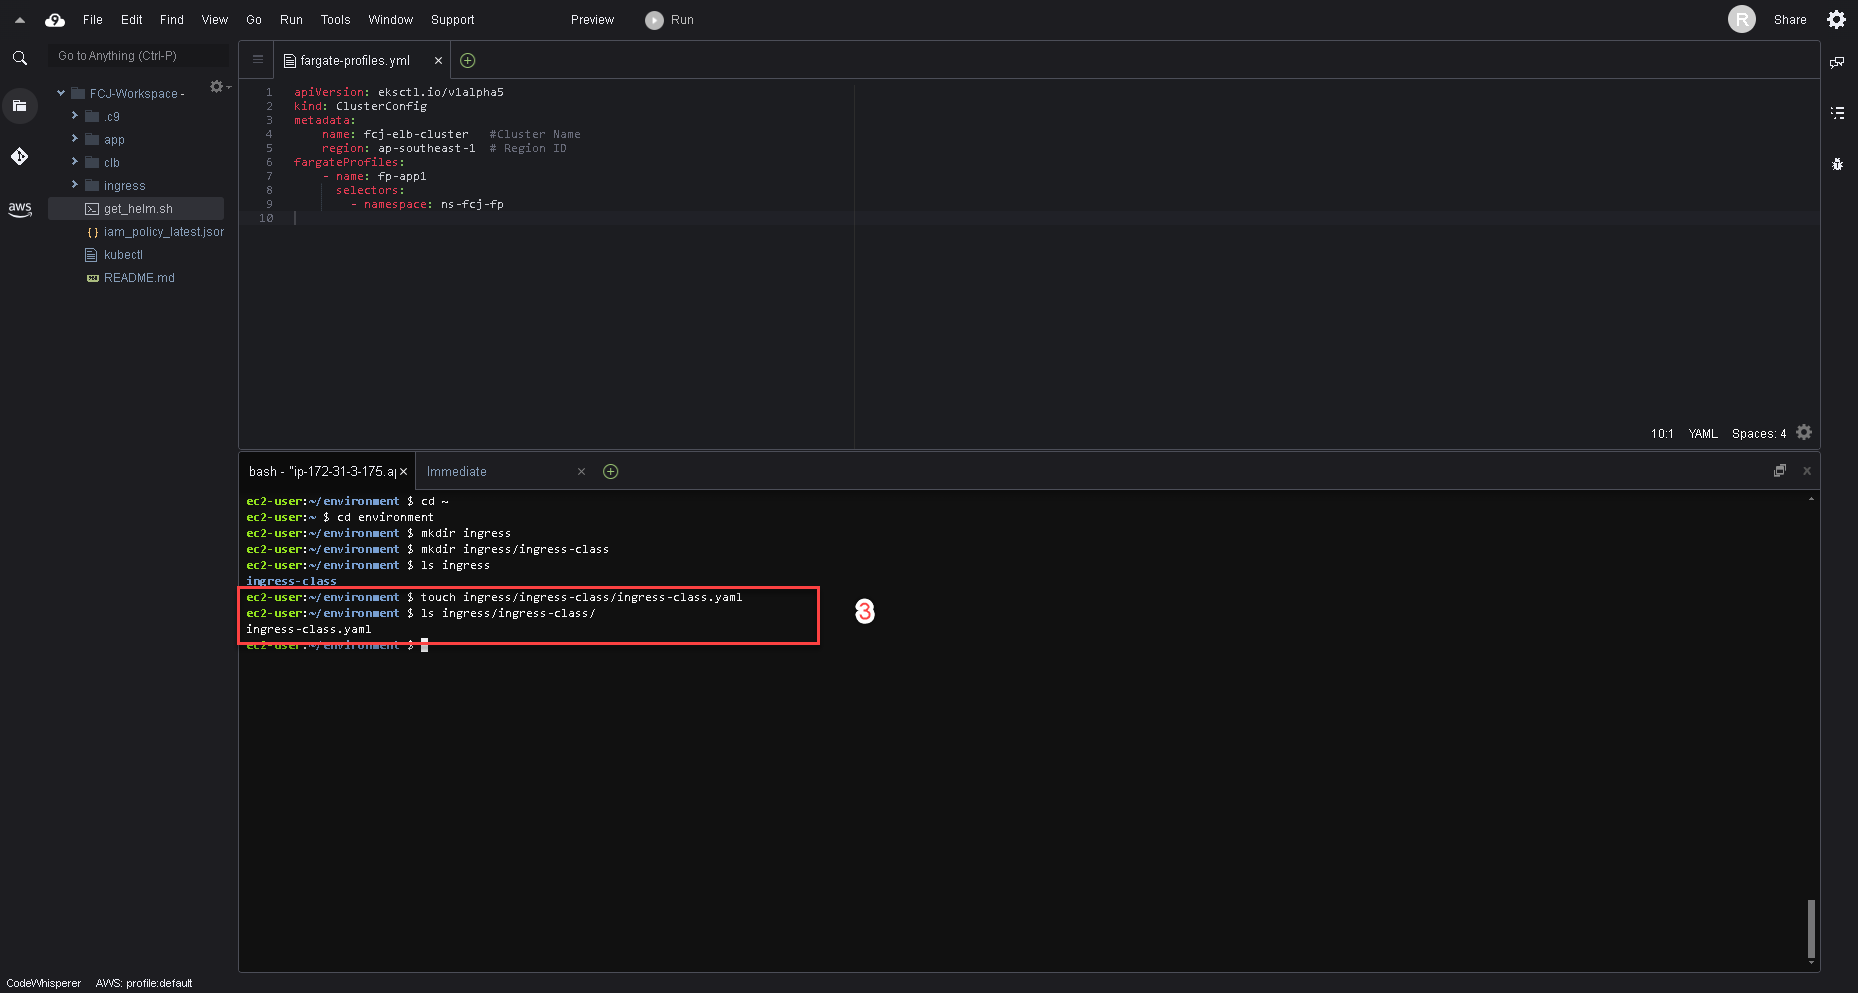 File Edit Find View Go Run Tools Window Support Preview Run R Share
Go to Anything (Ctrl-P)
FCJ-Workspace -
.c9
app
clb
ingress
get_helm.sh
iam_policy_latest.jsor
kubectl
README.md
aws
fargate-profiles.yml
1 apiVersion: eksctl.io/v1alpha5
2 kind: ClusterConfig
3 metadata:
4 name: fcj-elb-cluster #Cluster Name
5 region: ap-southeast-1 # Region ID
6 fargateProfiles:
7 - name: fp-app1
8 selectors:
9 - namespace: ns-fcj-fp
10
10:1 YAML Spaces: 4
bash - "ip-172-31-3-175.ap Immediate
ec2-user:~/environment $ cd ~
ec2-user:~ $ cd environment
ec2-user:~/environment $ mkdir ingress
ec2-user:~/environment $ mkdir ingress/ingress-class
ec2-user:~/environment $ ls ingress
ingress-class
ec2-user:~/environment $ touch ingress/ingress-class/ingress-class.yaml
ec2-user:~/environment $ ls ingress/ingress-class/
ingress-class.yaml
ec2-user:~/environment $
3
CodeWhisperer AWS: profile:default